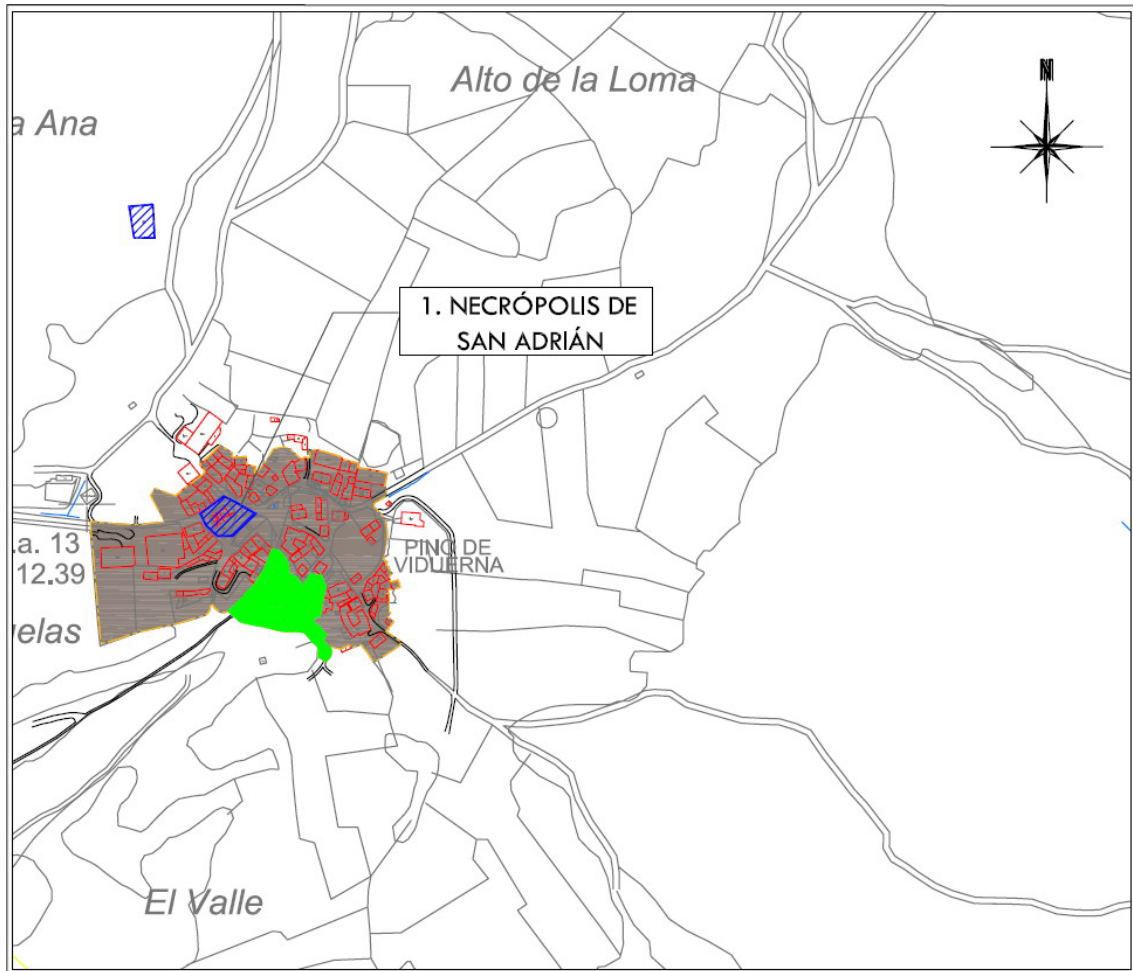 Alto de la Loma
a Ana
N
1. NECRÓPOLIS DE
SAN ADRIÁN
.a. 13
12.39
PINO DE
VIDUERNA
uelas
El Valle